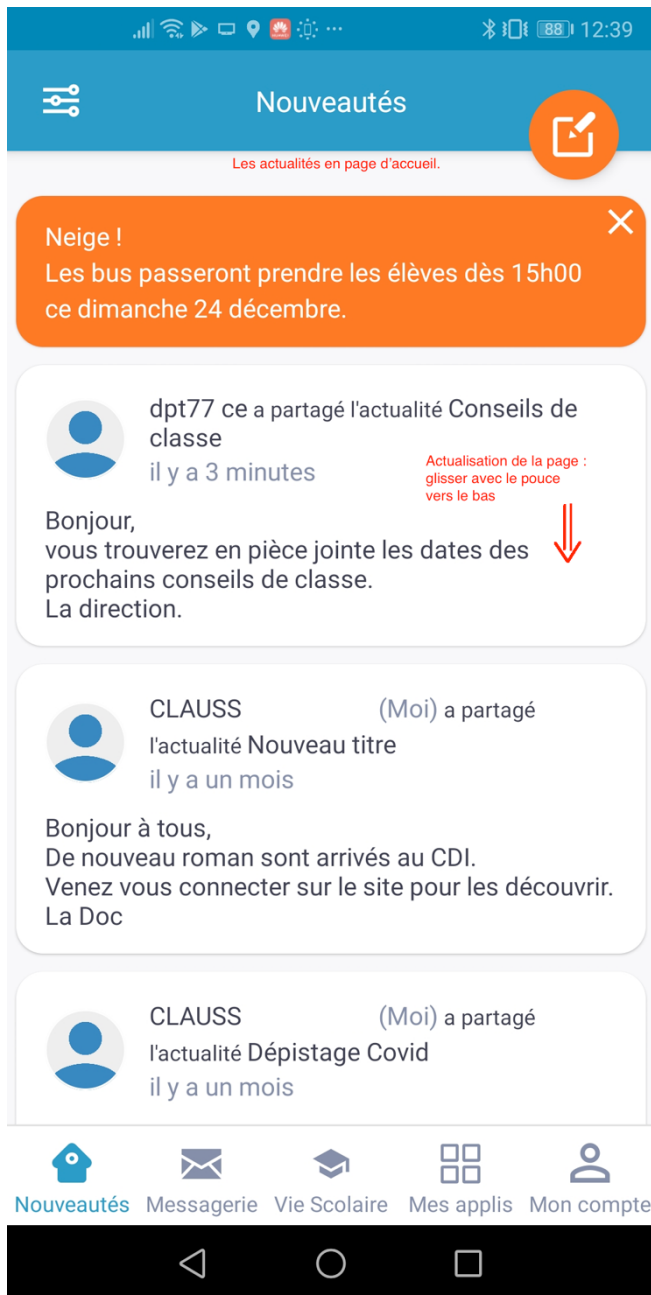 88 12:39
Nouveautés
Les actualités en page d'accueil.
Neige !
Les bus passeront prendre les élèves dès 15h00
ce dimanche 24 décembre.
dpt77 ce a partagé l'actualité Conseils de
classe
il y a 3 minutes
Actualisation de la page :
glisser avec le pouce
vers le bas
Bonjour,
vous trouverez en pièce jointe les dates des
prochains conseils de classe.
La direction.
CLAUSS (Moi) a partagé
l'actualité Nouveau titre
il y a un mois
Bonjour à tous,
De nouveau roman sont arrivés au CDI.
Venez vous connecter sur le site pour les découvrir.
La Doc
CLAUSS (Moi) a partagé
l'actualité Dépistage Covid
il y a un mois
Nouveautés Messagerie Vie Scolaire Mes applis Mon compte